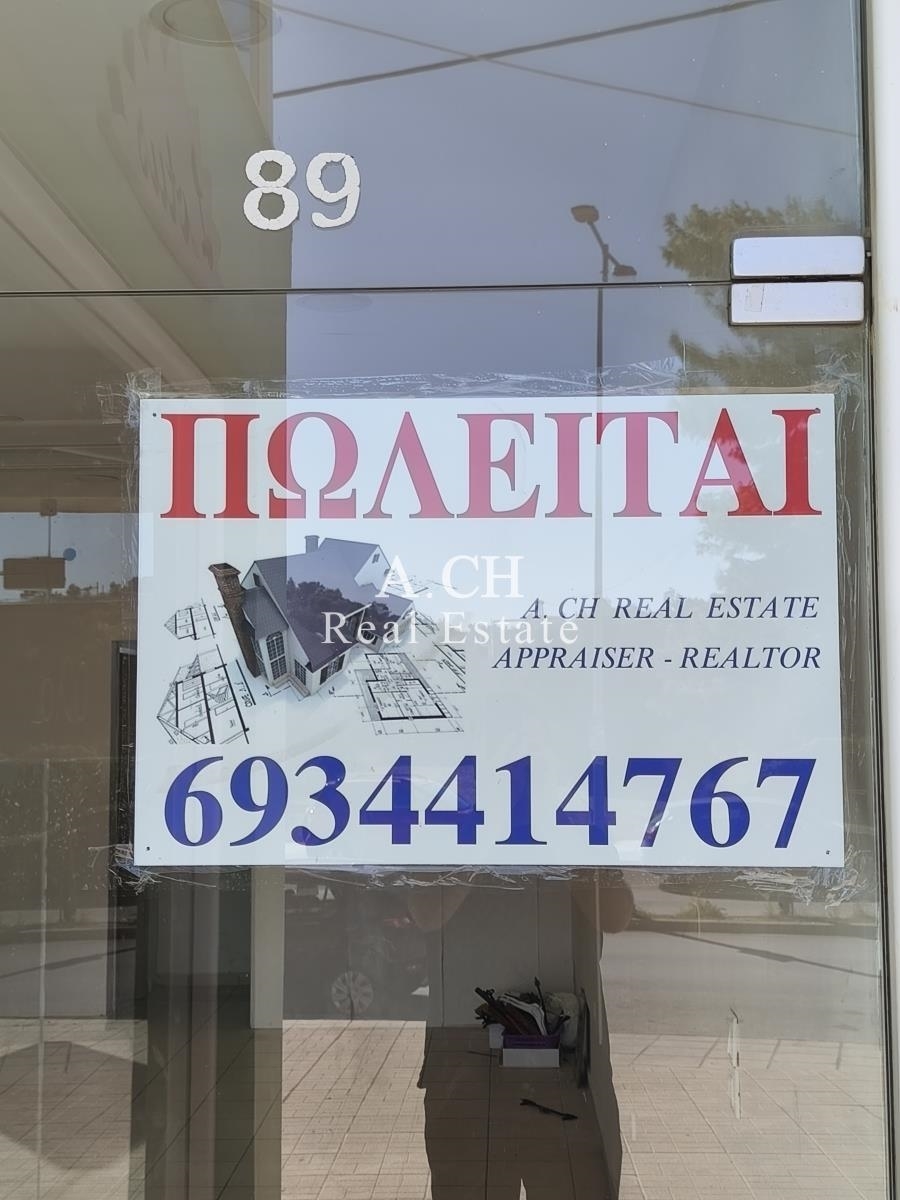 89
ΠΩΛΕΙΤΑΙ
A.CH
Real Estate
A. CH REAL ESTATE
APPRAISER - REALTOR
6934414767